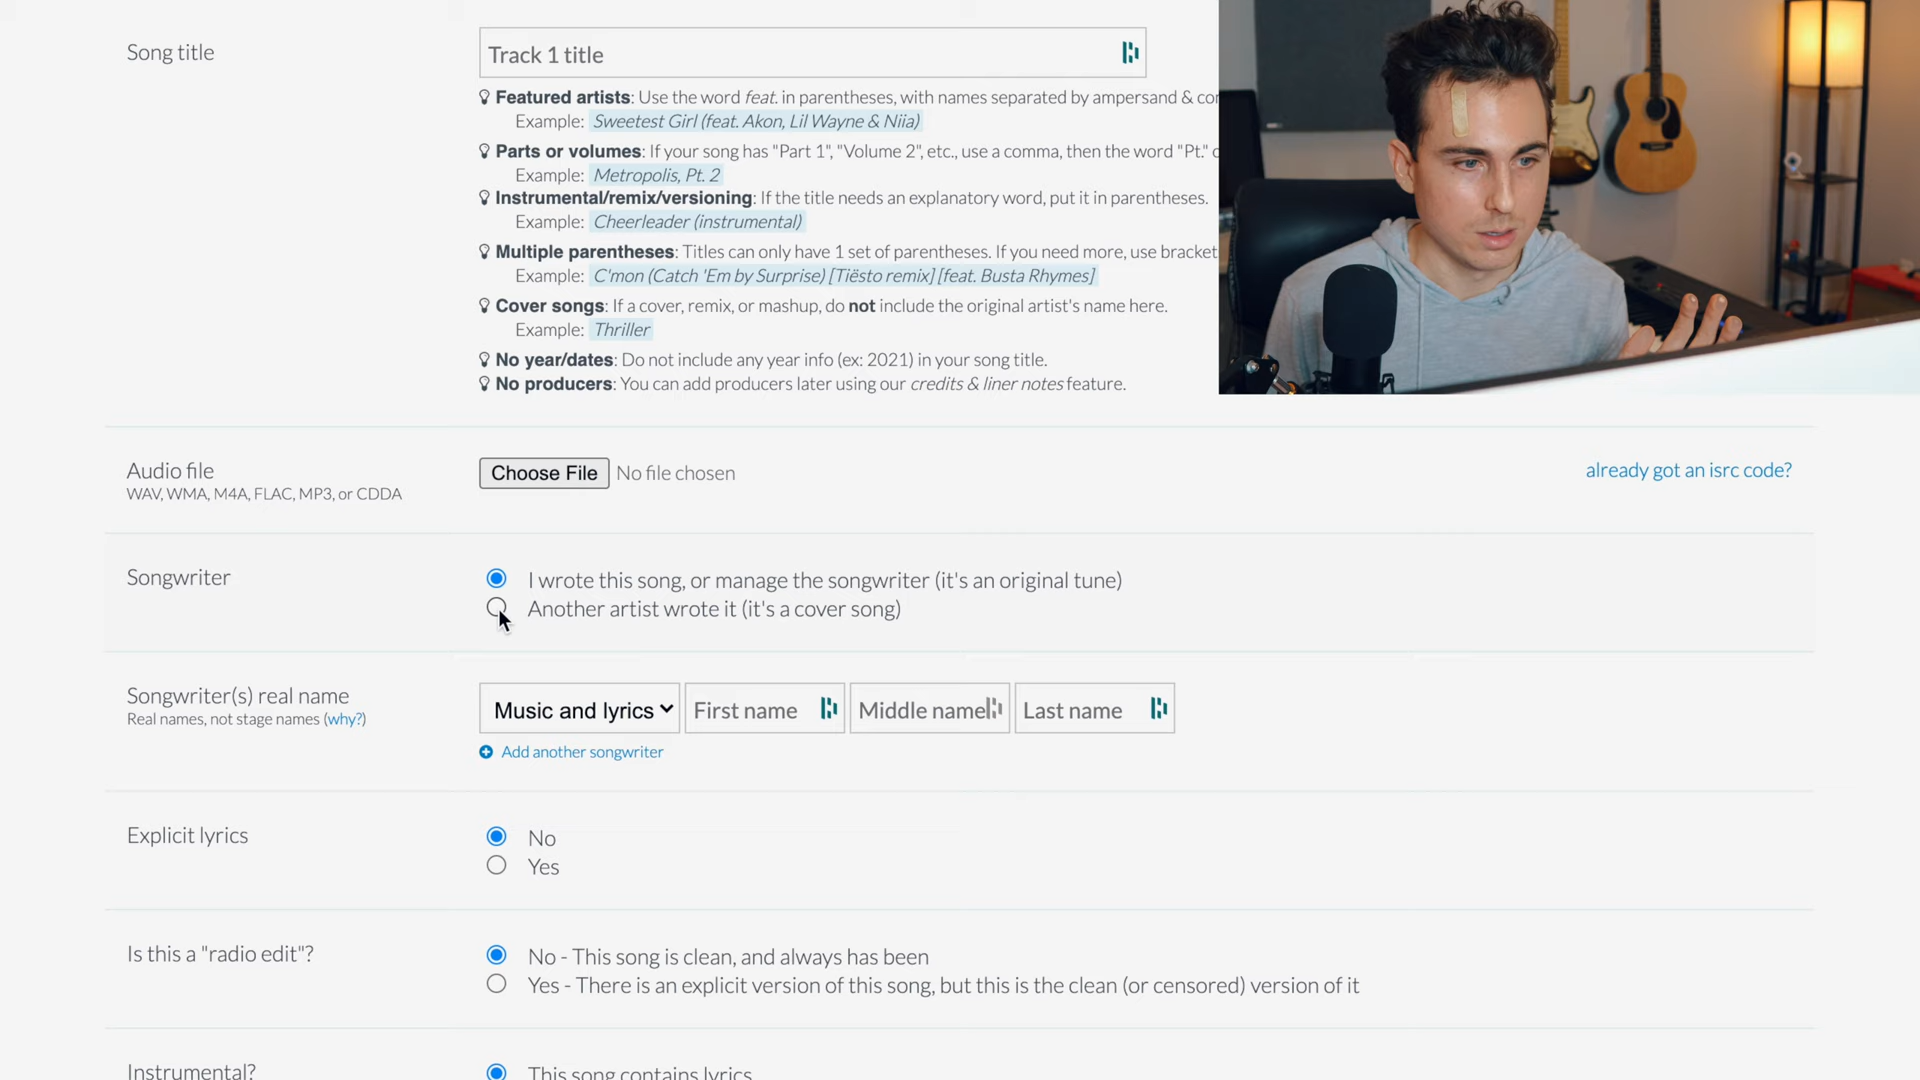 Song title
Track 1 title
Featured artists: Use the word feat. in parentheses, with names separated by ampersand & co
Example: Sweetest Girl (feat. Akon, Lil Wayne & Niia)
Parts or volumes: If your song has "Part 1", "Volume 2", etc., use a comma, then the word "Pt."
Example: Metropolis, Pt. 2
Instrumental/remix/versioning: If the title needs an explanatory word, put it in parentheses.
Example: Cheerleader (instrumental)
Multiple parentheses: Titles can only have 1 set of parentheses. If you need more, use bracket
Example: C'mon (Catch 'Em by Surprise) [Tiësto remix] [feat. Busta Rhymes]
Cover songs: If a cover, remix, or mashup, do not include the original artist's name here.
Example: Thriller
No year/dates: Do not include any year info (ex: 2021) in your song title.
No producers: You can add producers later using our credits & liner notes feature.
Audio file
WAV, WMA, M4A, FLAC, MP3, or CDDA
Choose File No file chosen
already got an isrc code?
Songwriter
I wrote this song, or manage the songwriter (it's an original tune)
Another artist wrote it (it's a cover song)
Songwriter(s) real name
Real names, not stage names (why?)
Music and lyrics First name Middle name Last name
Add another songwriter
Explicit lyrics
No
Yes
Is this a "radio edit"?
No - This song is clean, and always has been
Yes - There is an explicit version of this song, but this is the clean (or censored) version of it
Instrumental?
This song contains lyrics